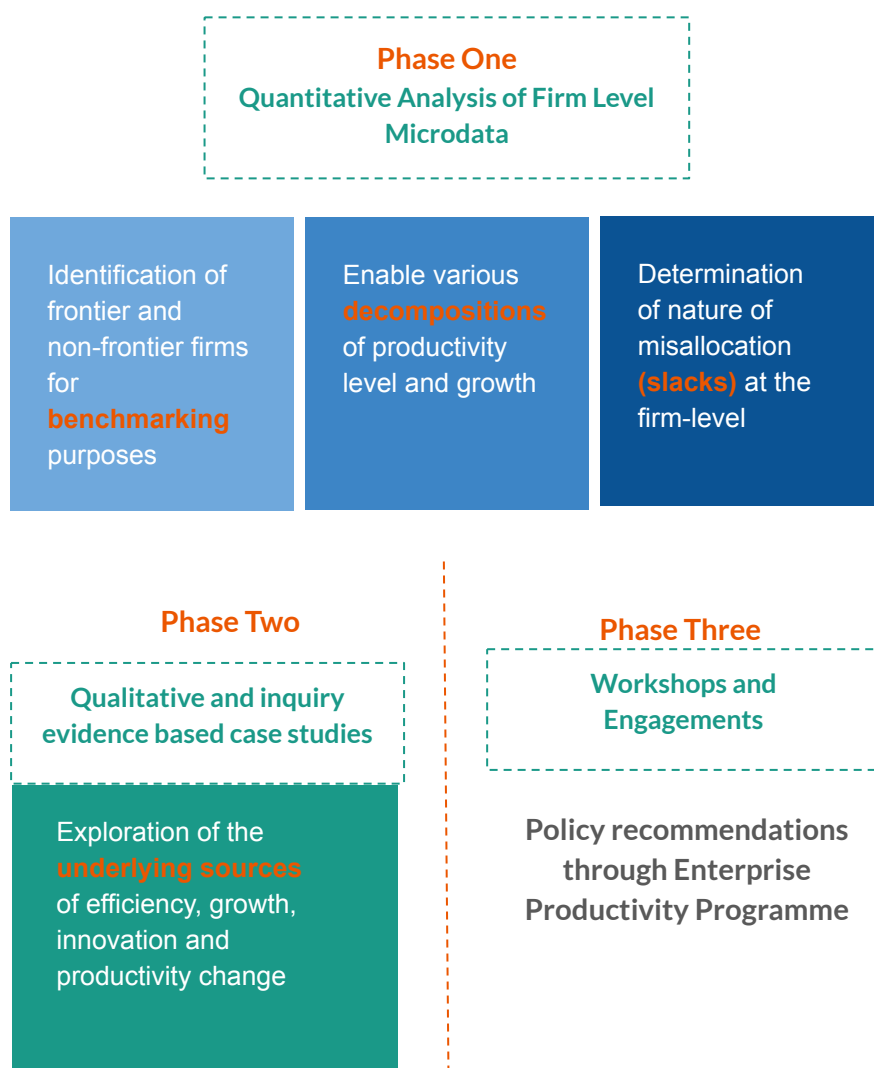 Phase One
Quantitative Analysis of Firm Level
Microdata
Identification of
frontier and
non-frontier firms
for
benchmarking
purposes
Enable various
decompositions
of productivity
level and growth
Determination
of nature of
misallocation
(slacks) at the
firm-level
Phase Two
Qualitative and inquiry
evidence based case studies
Exploration of the
underlying sources
of efficiency, growth,
innovation and
productivity change
Phase Three
Workshops and
Engagements
Policy recommendations
through Enterprise
Productivity Programme